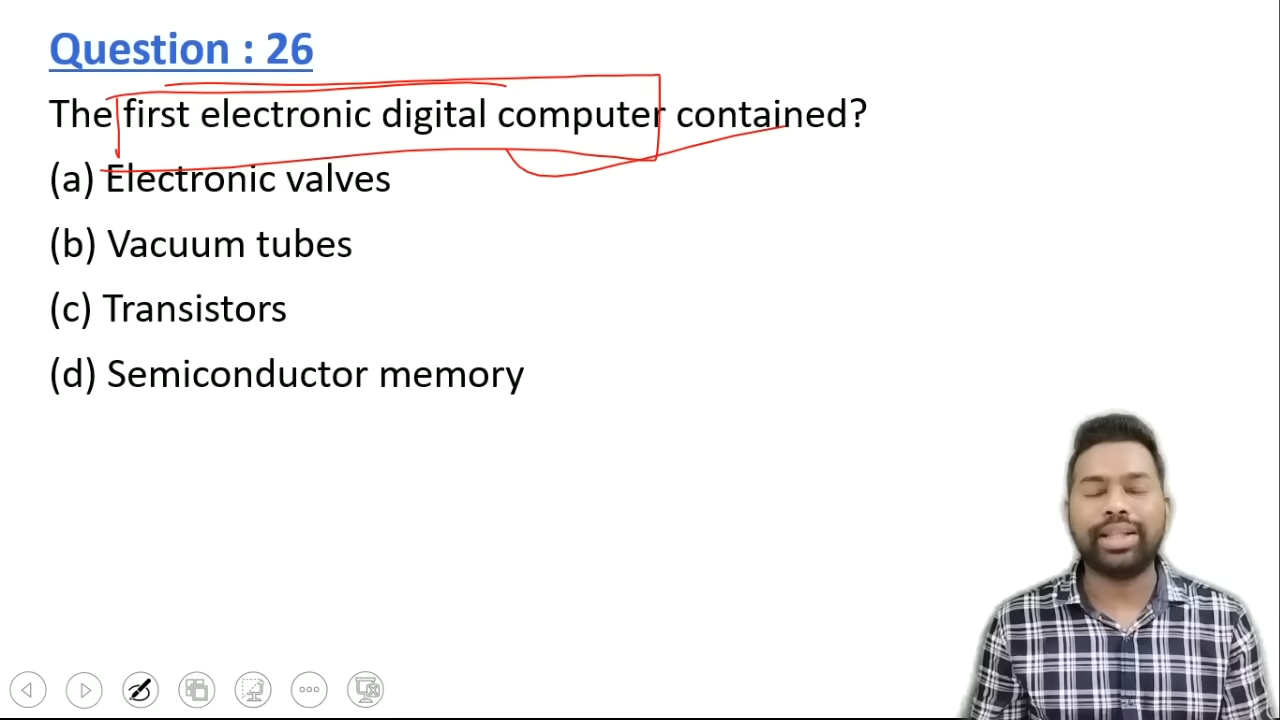 Question : 26
The first electronic digital computer contained?
(a) Electronic valves
(b) Vacuum tubes
(c) Transistors
(d) Semiconductor memory